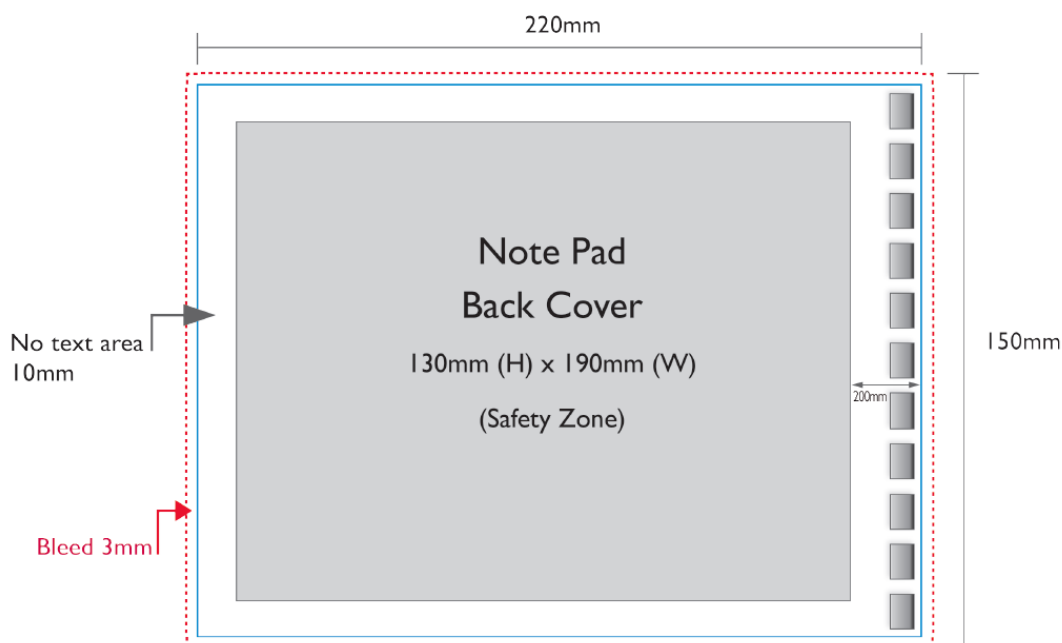 220mm
Note Pad
Back Cover
130mm (H) x 190mm (W)
(Safety Zone)
No text area
10mm
150mm
200mm
Bleed 3mm